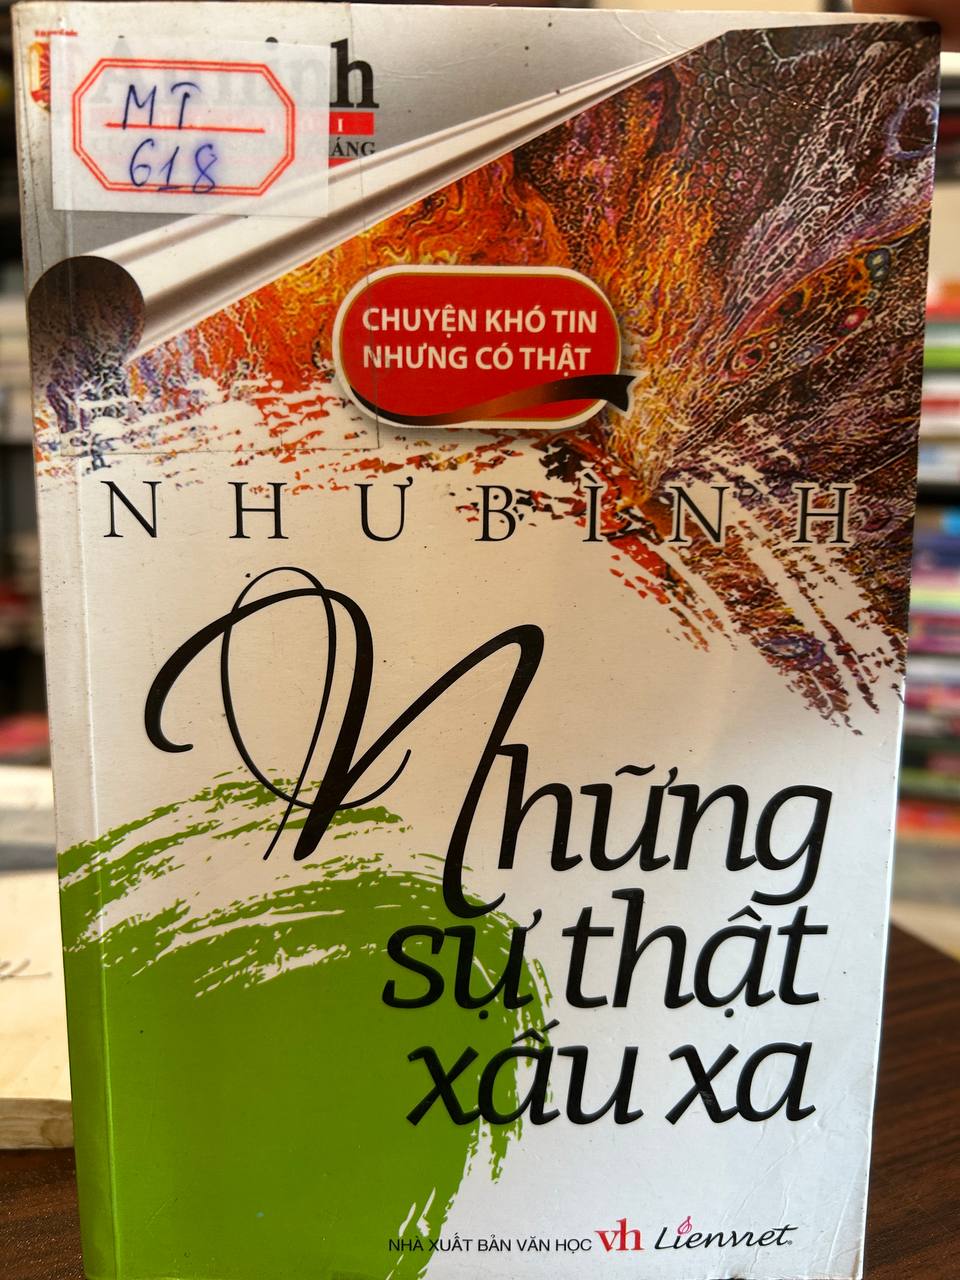 MT
618
ÁNG
CHUYỆN KHÓ TIN
NHƯNG CÓ THẬT
NHƯ BÌNH
Những
sự thật
xấu xa
NHÀ XUẤT BẢN VĂN HỌC vh Lienviet